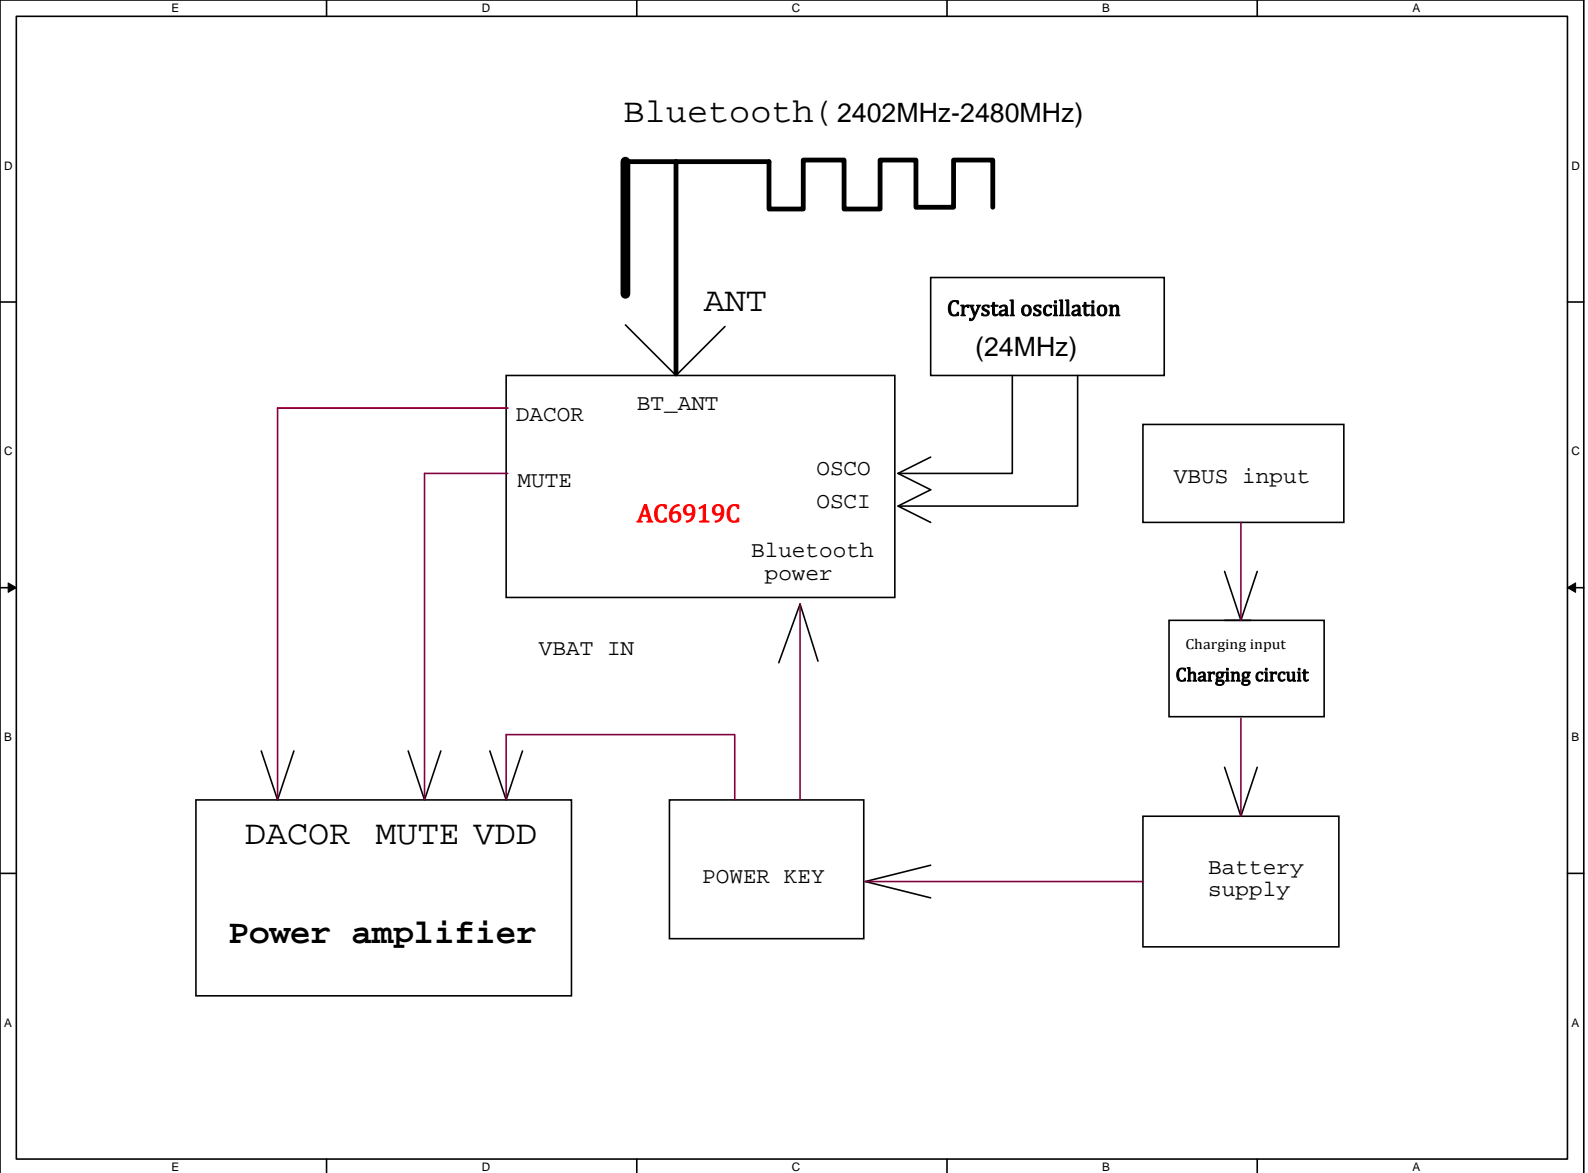 E D C B A
Bluetooth( 2402MHz-2480MHz)
D D
ANT
Crystal oscillation
(24MHz)
BT_ANT
DACOR
MUTE
OSCO
OSCI
AC6919C
Bluetooth
power
C C
VBUS input
Charging input
Charging circuit
VBAT IN
B B
DACOR MUTE VDD
Power amplifier
POWER KEY
Battery
supply
A A
E D C B A